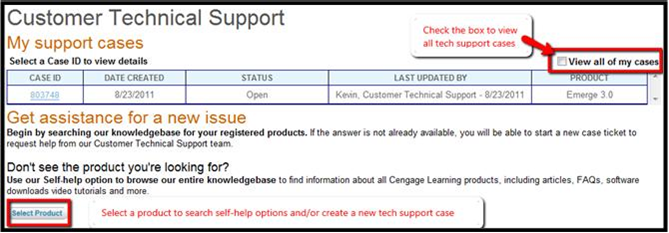 Customer Technical Support
My support cases
Check the box to view
all tech support cases
Select a Case ID to view details
View all of my cases
CASE ID DATE CREATED STATUS LAST UPDATED BY PRODUCT
803748 8/23/2011 Open Kevin, Customer Technical Support - 8/23/2011 Emerge 3.0
Get assistance for a new issue
Begin by searching our knowledgebase for your registered products. If the answer is not already available, you will be able to start a new case ticket to
request help from our Customer Technical Support team.
Don't see the product you're looking for?
Use our Self-help option to browse our entire knowledgebase to find information about all Cengage Learning products, including articles, FAQs, software
downloads video tutorials and more.
Select Product
Select a product to search self-help options and/or create a new tech support case